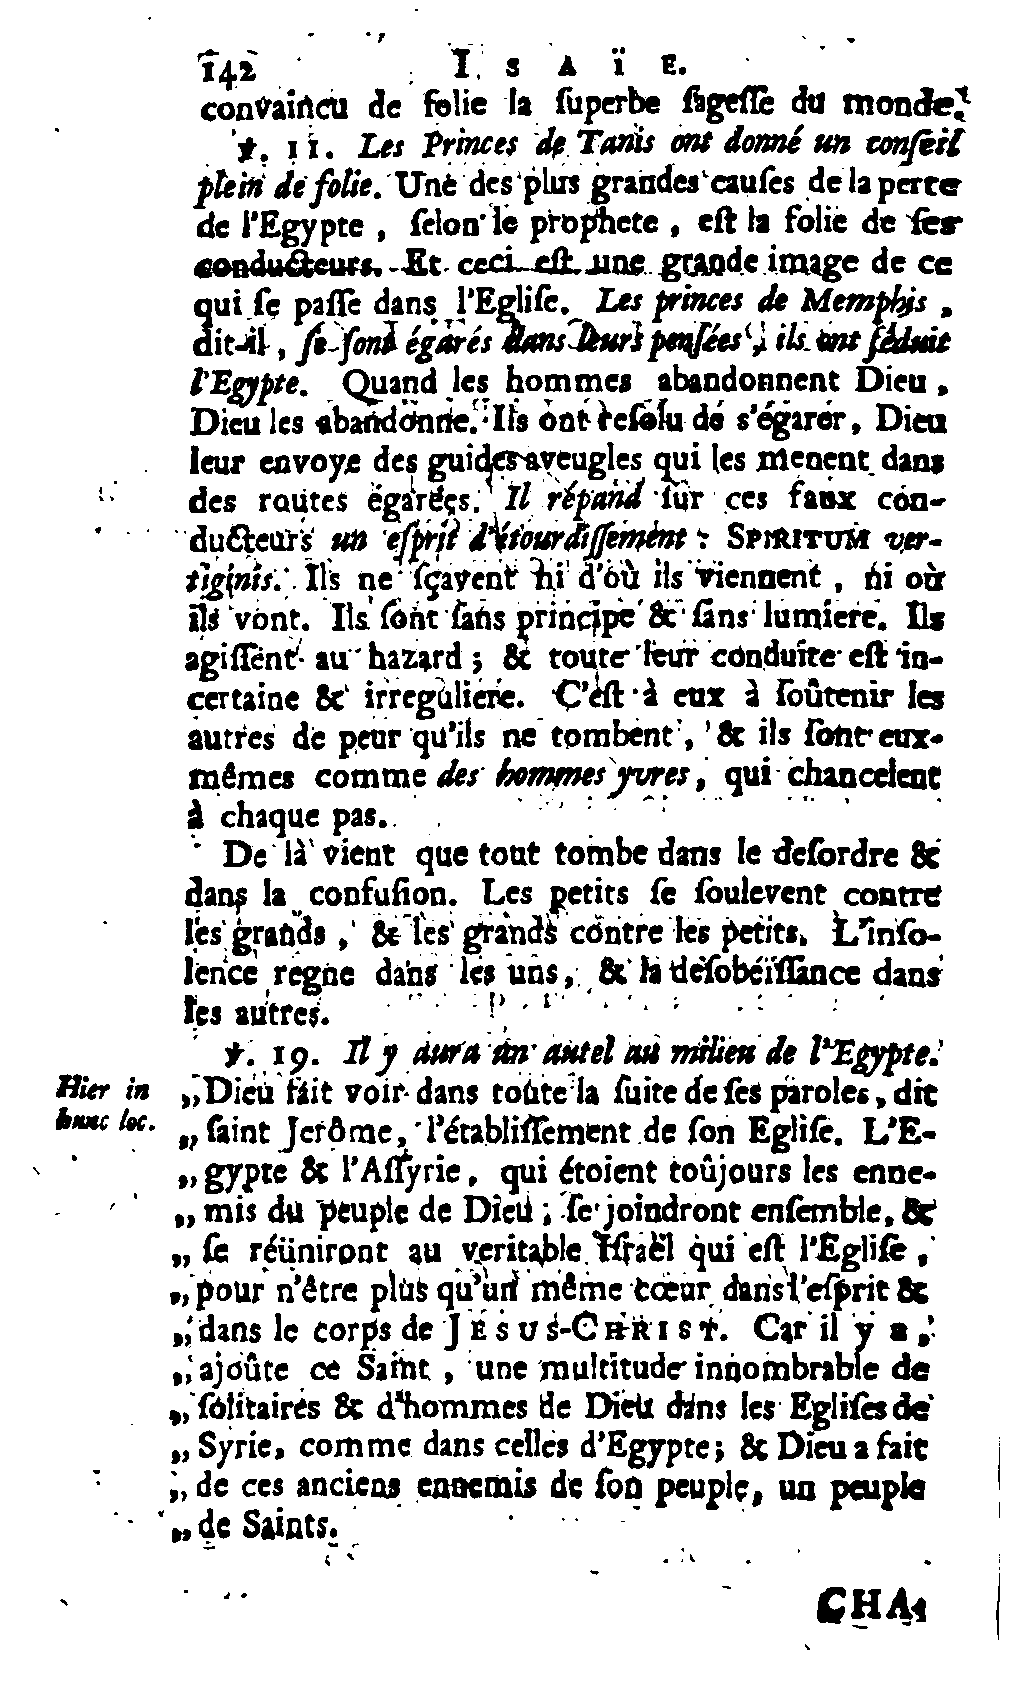 142 ISAÏE.
convaincu de folie la ſuperbe ſageſſe du monde.
℣. 11. Les Princes de Tanis ont donné un conſeil
plein de folie. Une des plus grandes cauſes de la perte
de l'Egypte, ſelon le prophete, eſt la folie de ſes
conducteurs. Et ceci eſt une grande image de ce
qui ſe paſſe dans l'Egliſe. Les princes de Memphis,
dit-il, ſe ſont égarés dans leurs penſées; ils ont ſéduit
l'Egypte. Quand les hommes abandonnent Dieu,
Dieu les abandonne. Ils ont reſolu de s'égarer, Dieu
leur envoye des guides aveugles qui les menent dans
des routes égarées. Il répand ſur ces faux con-
ducteurs un eſprit d'étourdiſſement: SPIRITUM ver-
tiginis. Ils ne ſçavent ni d'où ils viennent, ni où
ils vont. Ils ſont ſans principe & ſans lumiere. Ils
agiſſent au hazard; & toute leur conduite eſt in-
certaine & irreguliere. C'eſt à eux à ſoûtenir les
autres de peur qu'ils ne tombent, & ils ſont eux-
mêmes comme des hommes yvres, qui chancelent
à chaque pas.
De là vient que tout tombe dans le deſordre &
dans la confuſion. Les petits ſe ſoulevent contre
les grands, & les grands contre les petits. L'inſo-
lence regne dans les uns, & la deſobéïſſance dans
les autres.
℣. 19. Il y aura un autel au milieu de l'Egypte.
Hier in
hunc loc.
„Dieu fait voir dans toute la ſuite de ſes paroles, dit
„ſaint Jerôme, l'établiſſement de ſon Egliſe. L'E-
„gypte & l'Aſſyrie, qui étoient toûjours les enne-
„mis du peuple de Dieu; ſe joindront enſemble, &
„ſe réüniront au veritable Iſraël qui eſt l'Egliſe,
„pour n'être plus qu'un même cœur dans l'eſprit &
„dans le corps de JESUS-CHRIST. Car il y a,
„ajoûte ce Saint, une multitude innombrable de
„ſolitaires & d'hommes de Dieu dans les Egliſes de
„Syrie, comme dans celles d'Egypte; & Dieu a fait
„de ces anciens ennemis de ſon peuple, un peuple
„de Saints.
CHA-